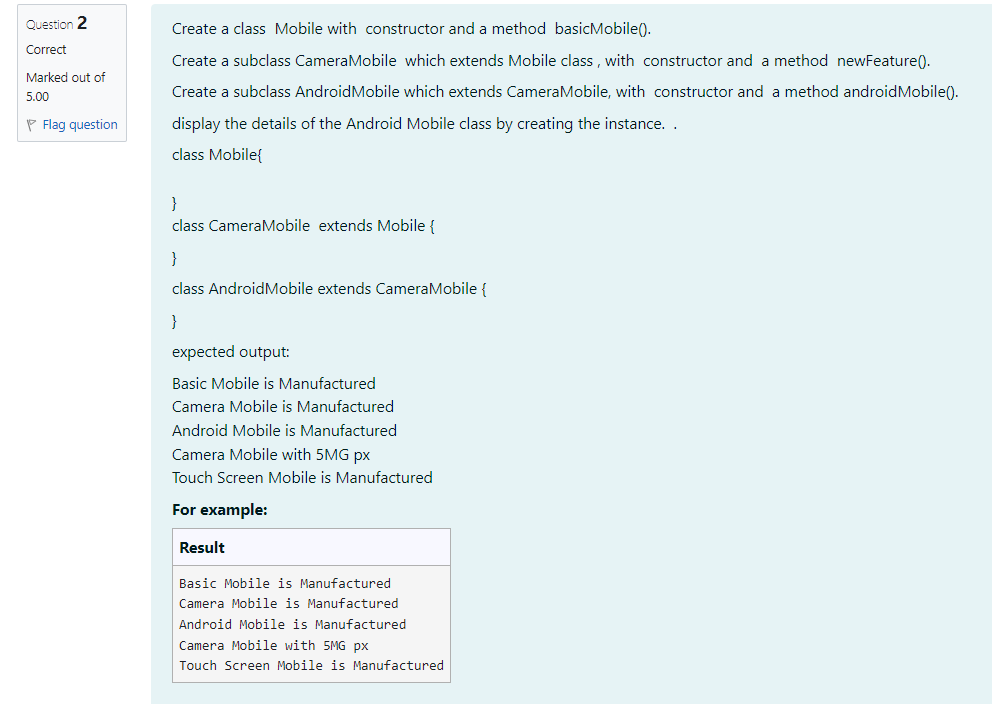 Question 2
Correct
Marked out of
5.00
Flag question
Create a class  Mobile with  constructor and a method  basicMobile().
Create a subclass CameraMobile  which extends Mobile class , with  constructor and  a method  newFeature().
Create a subclass AndroidMobile which extends CameraMobile, with  constructor and  a method androidMobile().
display the details of the Android Mobile class by creating the instance.  .
class Mobile{
}
class CameraMobile  extends Mobile {
}
class AndroidMobile extends CameraMobile {
}
expected output:
Basic Mobile is Manufactured
Camera Mobile is Manufactured
Android Mobile is Manufactured
Camera Mobile with 5MG px
Touch Screen Mobile is Manufactured
For example:
Result
Basic Mobile is Manufactured
Camera Mobile is Manufactured
Android Mobile is Manufactured
Camera Mobile with 5MG px
Touch Screen Mobile is Manufactured